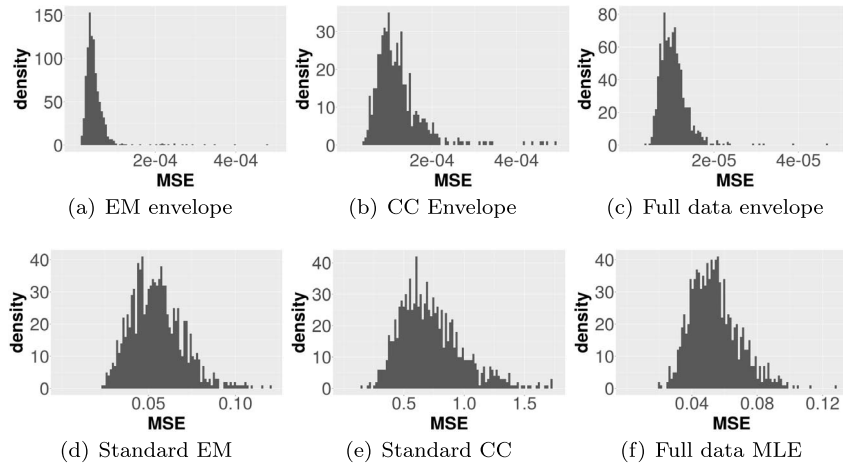 density
150
100
50
0
2e-04 4e-04
MSE
(a) EM envelope
density
30
20
10
0
2e-04 4e-04
MSE
(b) CC Envelope
density
80
60
40
20
0
2e-05 4e-05
MSE
(c) Full data envelope
density
40
30
20
10
0
0.05 0.10
MSE
(d) Standard EM
density
40
30
20
10
0
0.5 1.0 1.5
MSE
(e) Standard CC
density
40
30
20
10
0
0.04 0.08 0.12
MSE
(f) Full data MLE